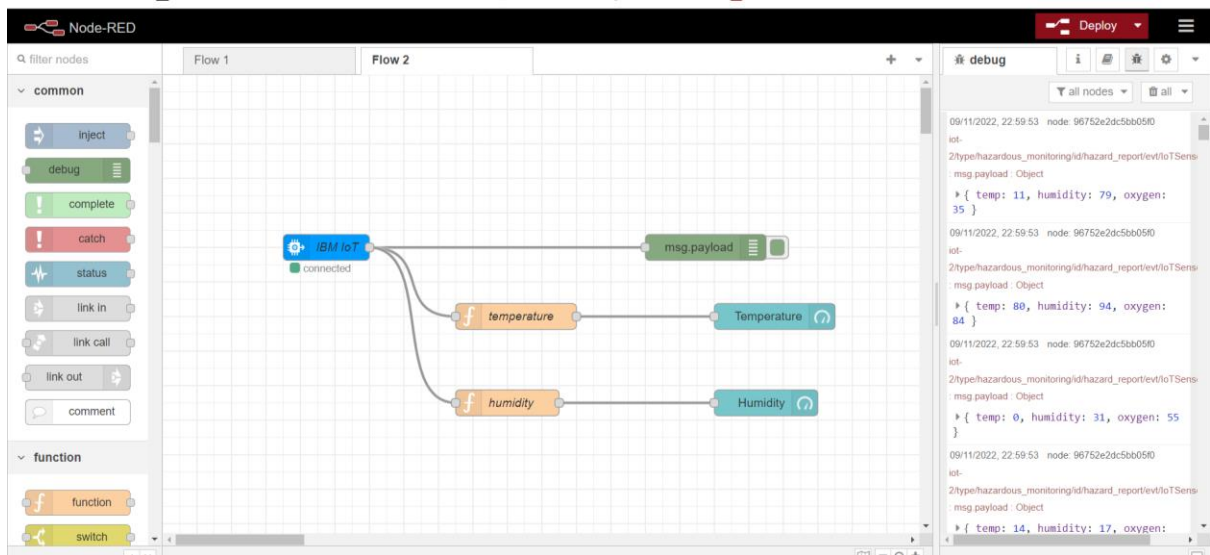 Node-RED
Deploy
filter nodes
common
inject
debug
complete
catch
status
link in
link call
link out
comment
function
function
switch
Flow 1
Flow 2
IBM IoT
connected
msg.payload
temperature
Temperature
humidity
Humidity
debug
all nodes
all
09/11/2022, 22:59:53 node: 96752e2dc5bb05f0
iot-
2/type/hazardous_monitoring/id/hazard_report/evt/IoTSens
: msg.payload : Object
{ temp: 11, humidity: 79, oxygen:
35 }
09/11/2022, 22:59:53 node: 96752e2dc5bb05f0
iot-
2/type/hazardous_monitoring/id/hazard_report/evt/IoTSens
: msg.payload : Object
{ temp: 80, humidity: 94, oxygen:
84 }
09/11/2022, 22:59:53 node: 96752e2dc5bb05f0
iot-
2/type/hazardous_monitoring/id/hazard_report/evt/IoTSens
: msg.payload : Object
{ temp: 0, humidity: 31, oxygen: 55
}
09/11/2022, 22:59:53 node: 96752e2dc5bb05f0
iot-
2/type/hazardous_monitoring/id/hazard_report/evt/IoTSens
: msg.payload : Object
{ temp: 14, humidity: 17, oxygen: